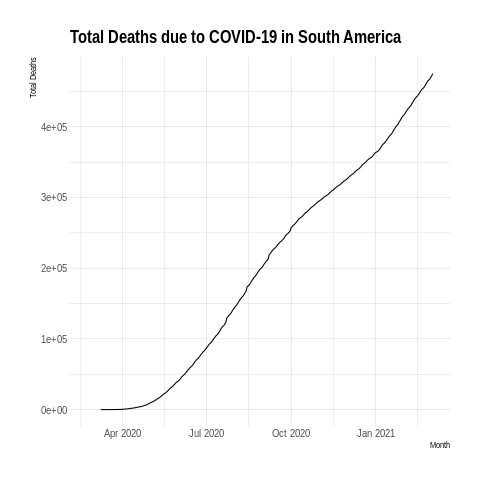 Total Deaths due to COVID-19 in South America
Total Deaths
4e+05
3e+05
2e+05
1e+05
0e+00
Apr 2020 Jul 2020 Oct 2020 Jan 2021
Month